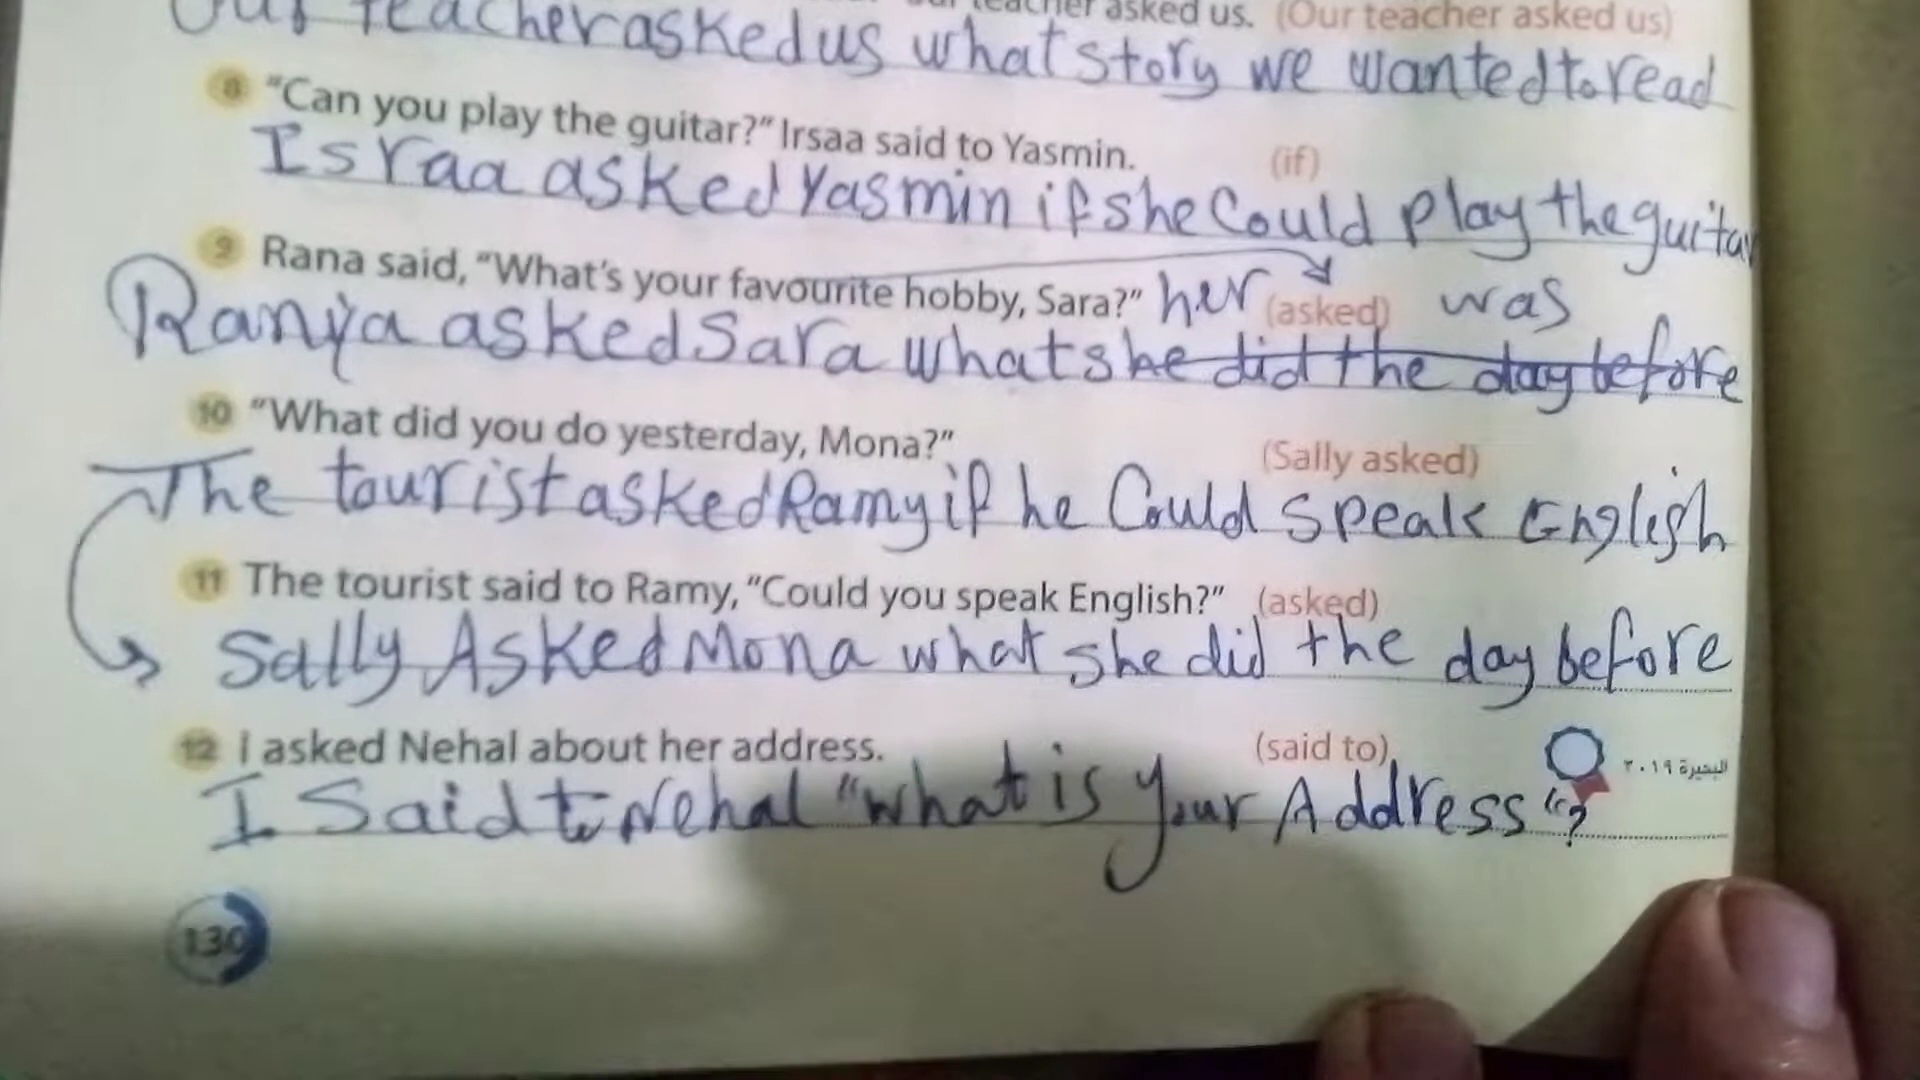 teacher asked us. (Our teacher asked us)
Our teacher asked us what story we wanted to read
8 "Can you play the guitar?" Irsaa said to Yasmin. (if)
Israa asked Yasmin if she Could play the guitar
9 Rana said, "What's your favourite hobby, Sara?" (asked)
her was
Ranya asked Sara what she did the day before
10 "What did you do yesterday, Mona?" (Sally asked)
The tourist asked Ramy if he Could speak English
11 The tourist said to Ramy, "Could you speak English?" (asked)
Sally Asked Mona what she did the day before
12 I asked Nehal about her address. (said to)
البحيرة ٢٠١٩
I Said to Nehal "what is your Address"?
130